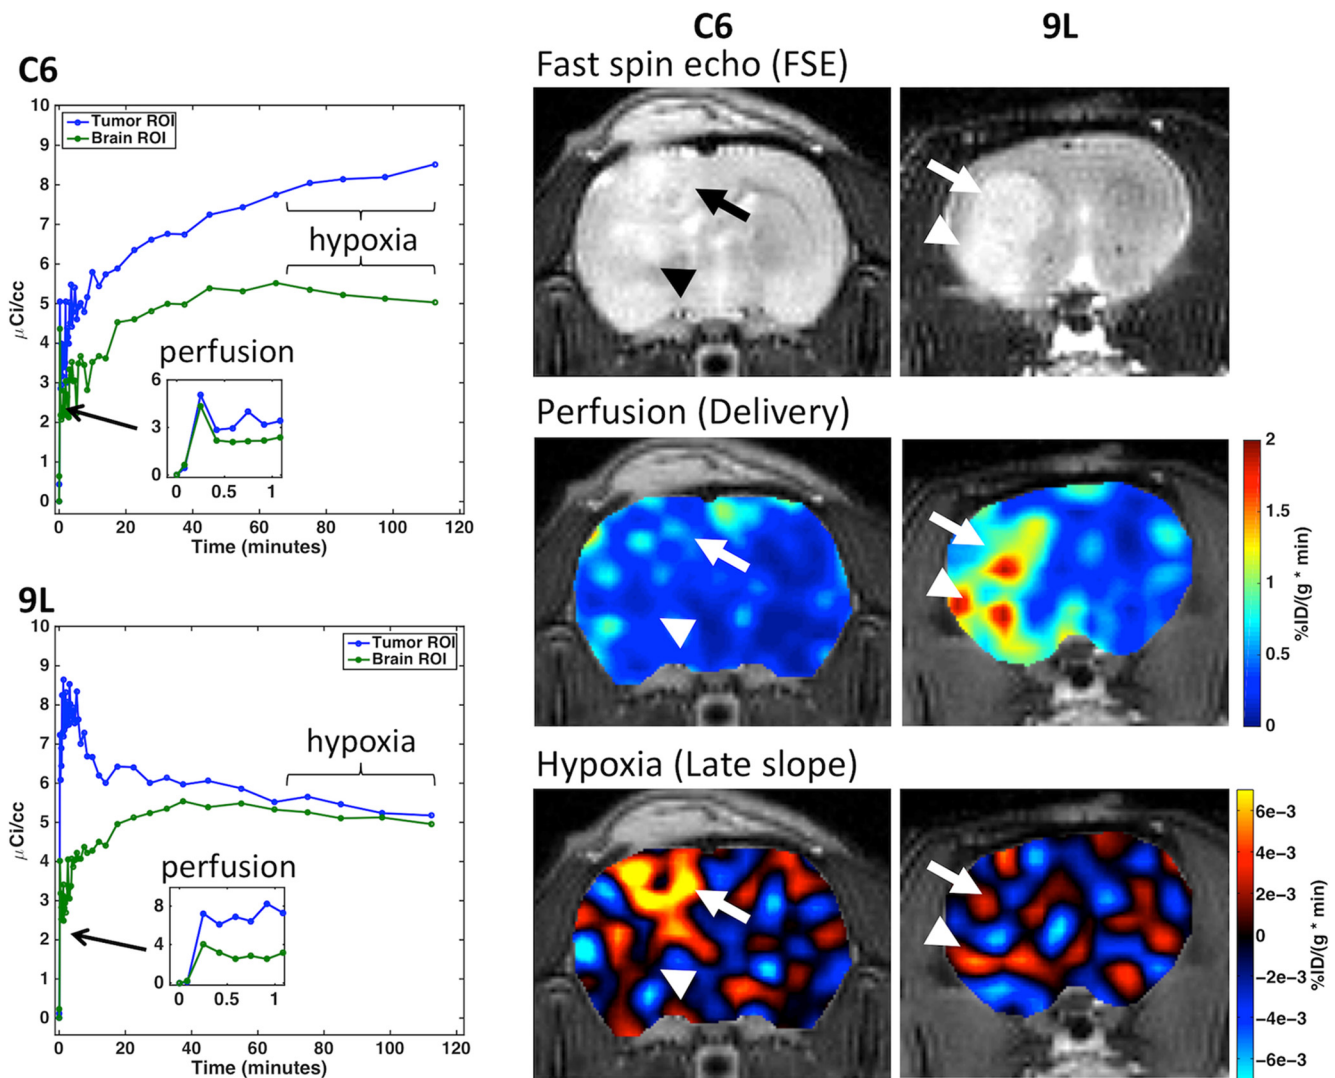 C6
10
9
8
7
6
5
4
3
2
1
0
μCi/cc
Tumor ROI
Brain ROI
hypoxia
perfusion
6
3
0
0 0.5 1
0 20 40 60 80 100 120
Time (minutes)
9L
10
9
8
7
6
5
4
3
2
1
0
μCi/cc
Tumor ROI
Brain ROI
hypoxia
perfusion
8
4
0
0 0.5 1
0 20 40 60 80 100 120
Time (minutes)
C6 9L
Fast spin echo (FSE)
Perfusion (Delivery)
2
1.5
1
0.5
0
%ID/(g * min)
Hypoxia (Late slope)
6e-3
4e-3
2e-3
0
-2e-3
-4e-3
-6e-3
%ID/(g * min)